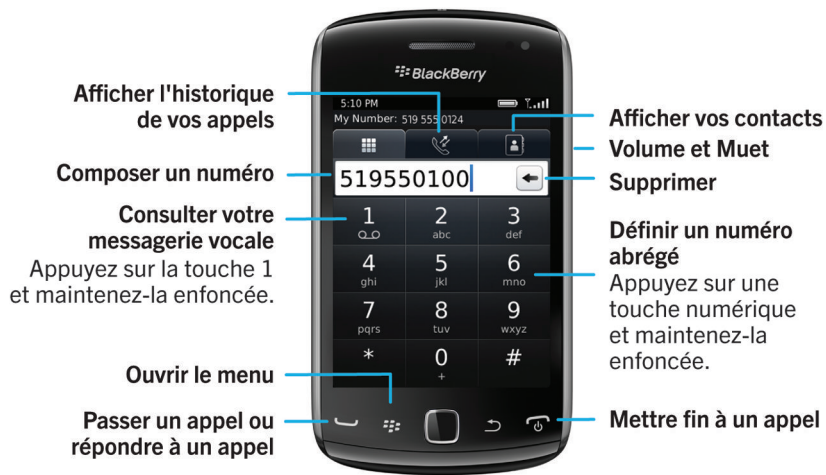 Afficher l'historique
de vos appels
Composer un numéro
Consulter votre
messagerie vocale
Appuyez sur la touche 1
et maintenez-la enfoncée.
Ouvrir le menu
Passer un appel ou
répondre à un appel
BlackBerry
5:10 PM
My Number: 519 555 0124
519550100
1
2
abc
3
def
4
ghi
5
jkl
6
mno
7
pqrs
8
tuv
9
wxyz
*
0
+
#
Afficher vos contacts
Volume et Muet
Supprimer
Définir un numéro
abrégé
Appuyez sur une
touche numérique
et maintenez-la
enfoncée.
Mettre fin à un appel